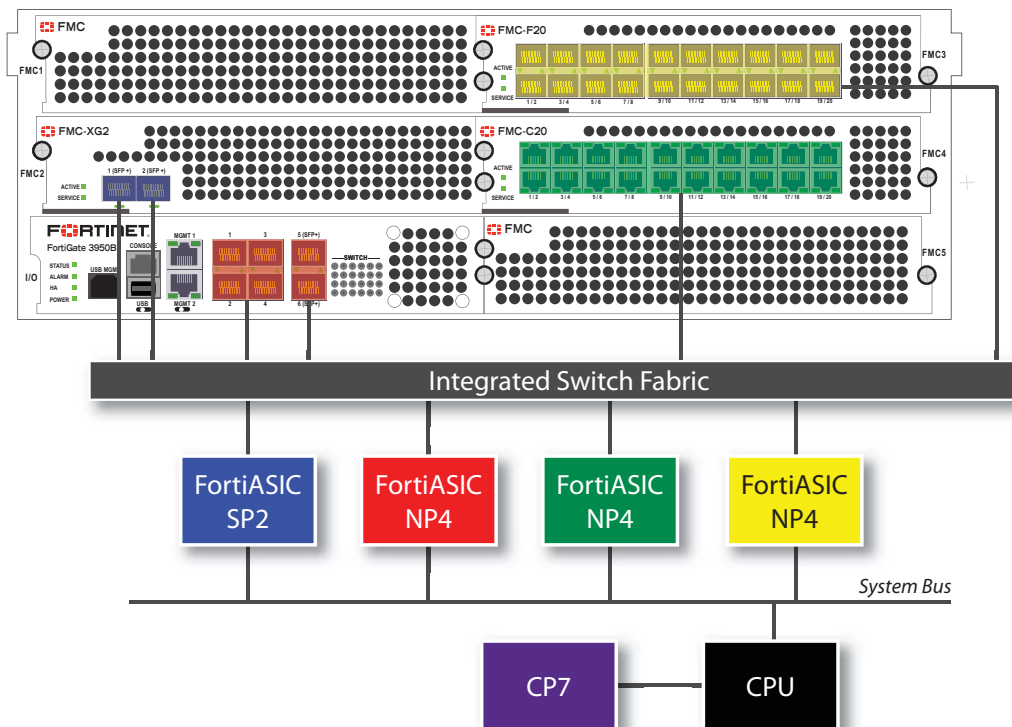 FMC
FMC1
FMC-F20
ACTIVE
SERVICE
1 / 2 3 / 4 5 / 6 7 / 8 9 / 10 11 / 12 13 / 14 15 / 16 17 / 18 19 / 20
FMC3
FMC-XG2
FMC2
1 (SFP +) 2 (SFP +)
ACTIVE
SERVICE
FMC-C20
ACTIVE
SERVICE
1 / 2 3 / 4 5 / 6 7 / 8 9 / 10 11 / 12 13 / 14 15 / 16 17 / 18 19 / 20
FMC4
FORTINET
FortiGate 3950B
I/O
STATUS
ALARM
HA
POWER
USB MGMT
CONSOLE
USB
MGMT 1
MGMT 2
1 3 5 (SFP+)
2 4 6 (SFP+)
SWITCH
FMC
FMC5
Integrated Switch Fabric
FortiASIC
SP2
FortiASIC
NP4
FortiASIC
NP4
FortiASIC
NP4
System Bus
CP7
CPU